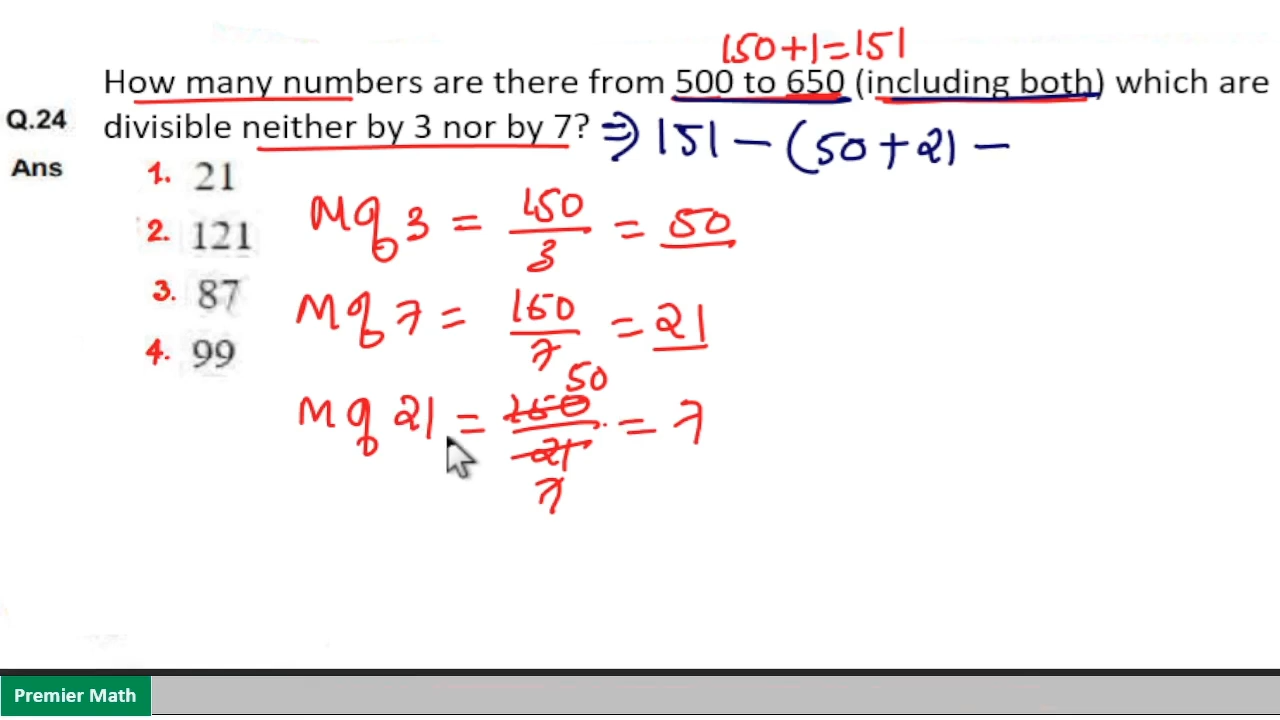 150+1=151
How many numbers are there from 500 to 650 (including both) which are
Q.24
divisible neither by 3 nor by 7? ⇒ 151 - (50 + 21 -
Ans
1. 21
2. 121
3. 87
4. 99
M of 3 = 150/3 = 50
M of 7 = 150/7 = 21
M of 21 = 150/21 50/7 = 7
Premier Math